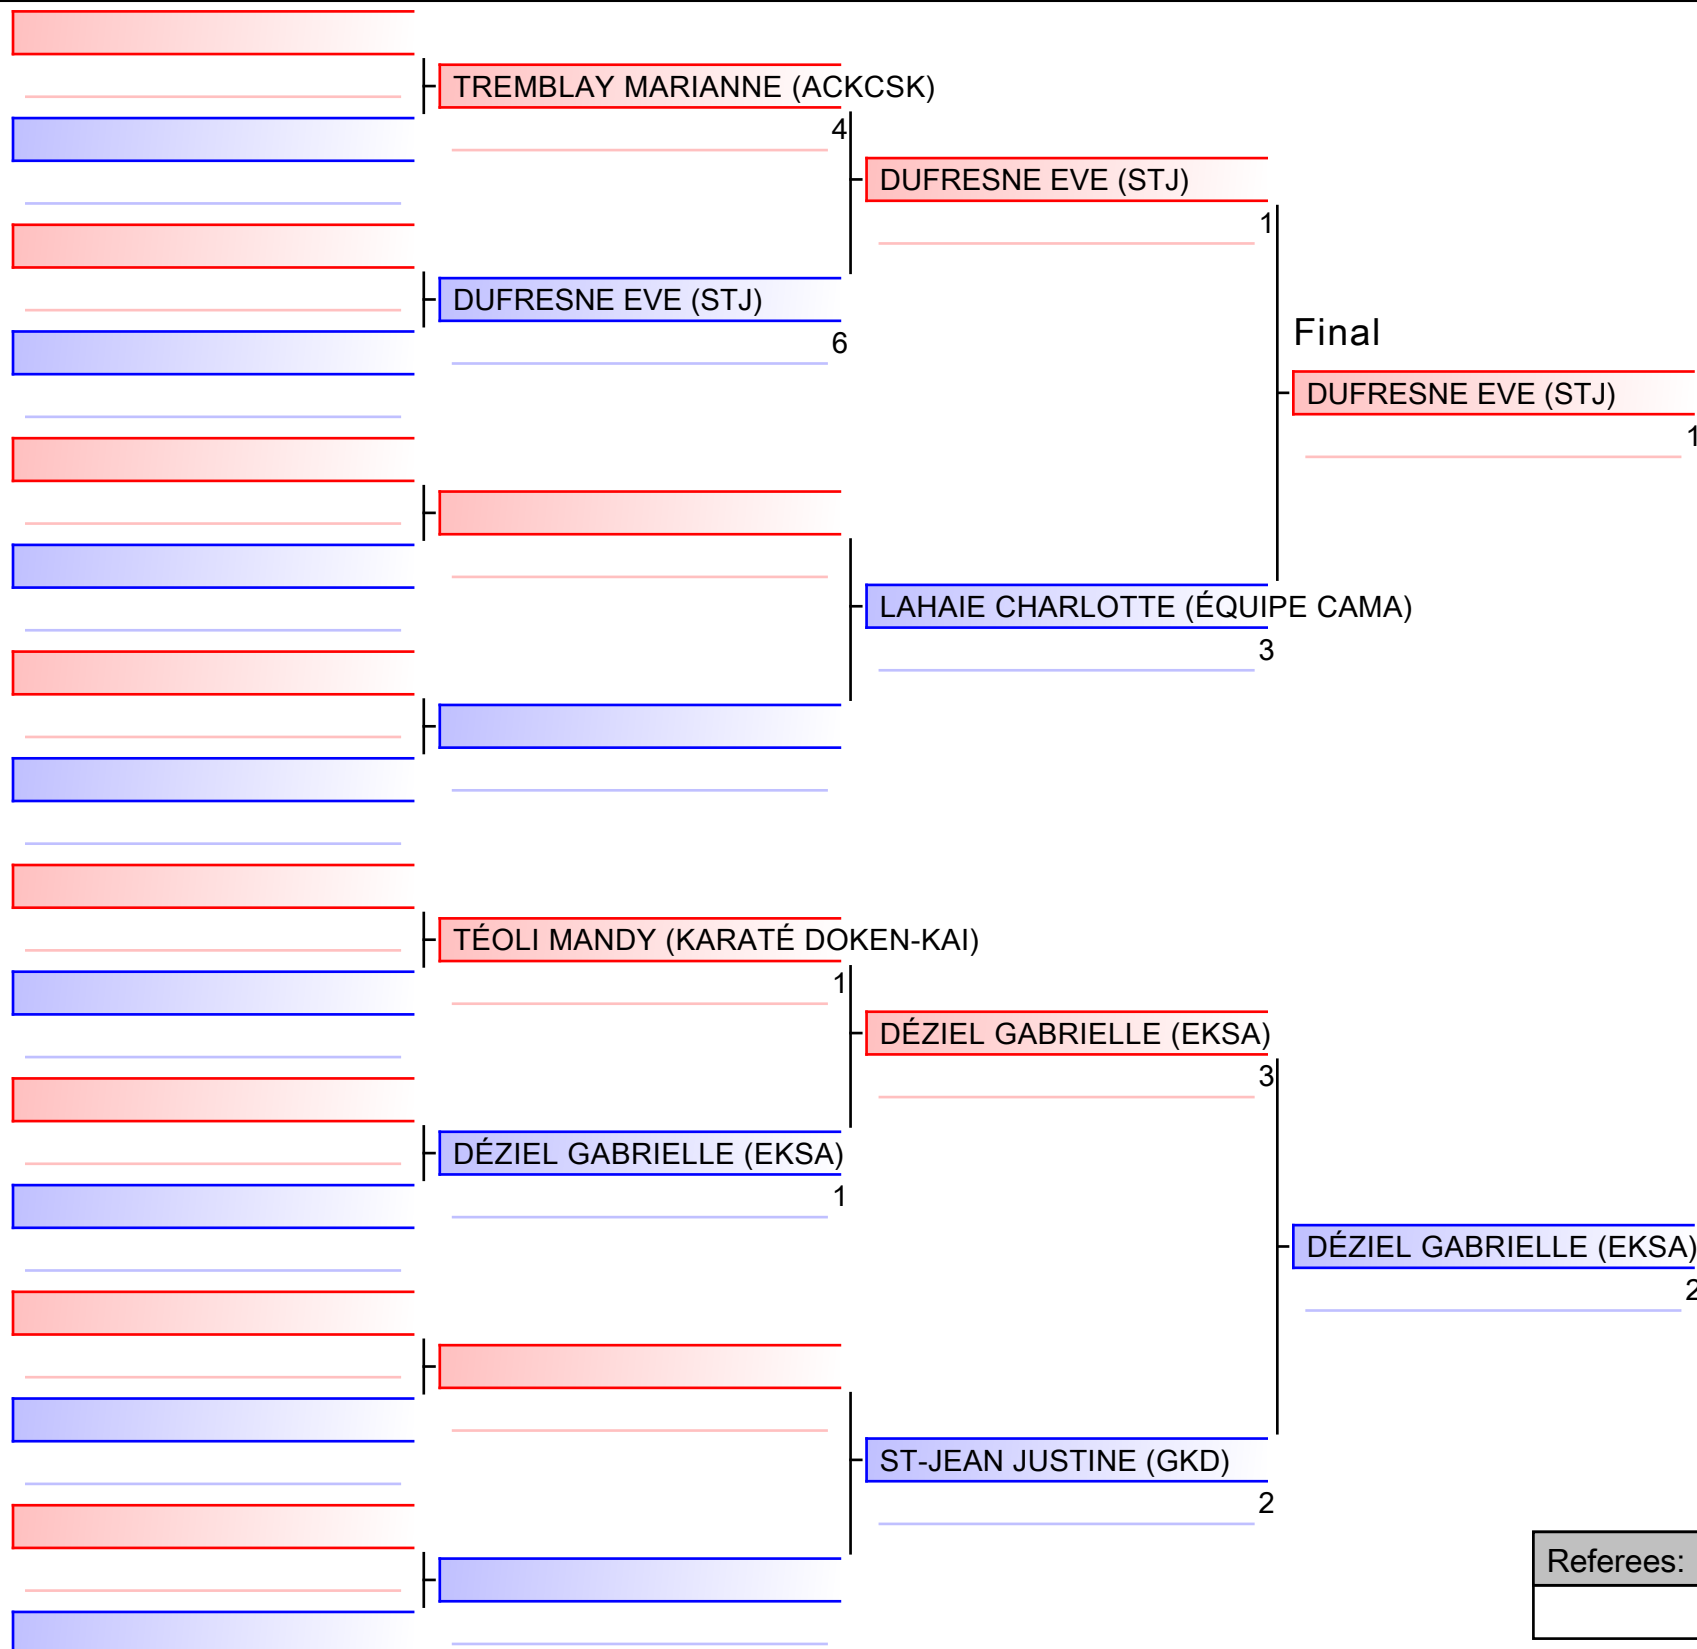 TREMBLAY MARIANNE (ACKCSK)
4
DUFRESNE EVE (STJ)
1
DUFRESNE EVE (STJ)
6
Final
DUFRESNE EVE (STJ)
1
LAHAIE CHARLOTTE (ÉQUIPE CAMA)
3
TÉOLI MANDY (KARATÉ DOKEN-KAI)
1
DÉZIEL GABRIELLE (EKSA)
3
DÉZIEL GABRIELLE (EKSA)
1
DÉZIEL GABRIELLE (EKSA)
2
ST-JEAN JUSTINE (GKD)
2
Referees: